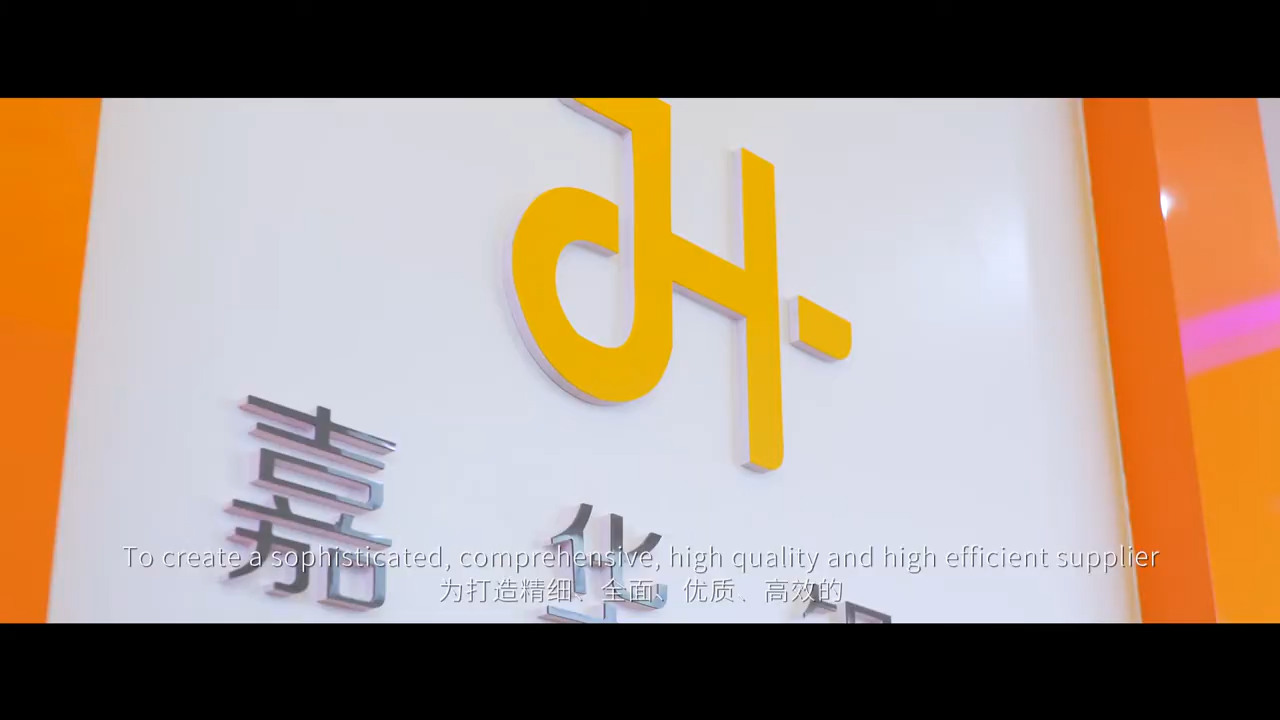 嘉华
To create a sophisticated, comprehensive, high quality and high efficient supplier
为打造精细、全面、优质、高效的